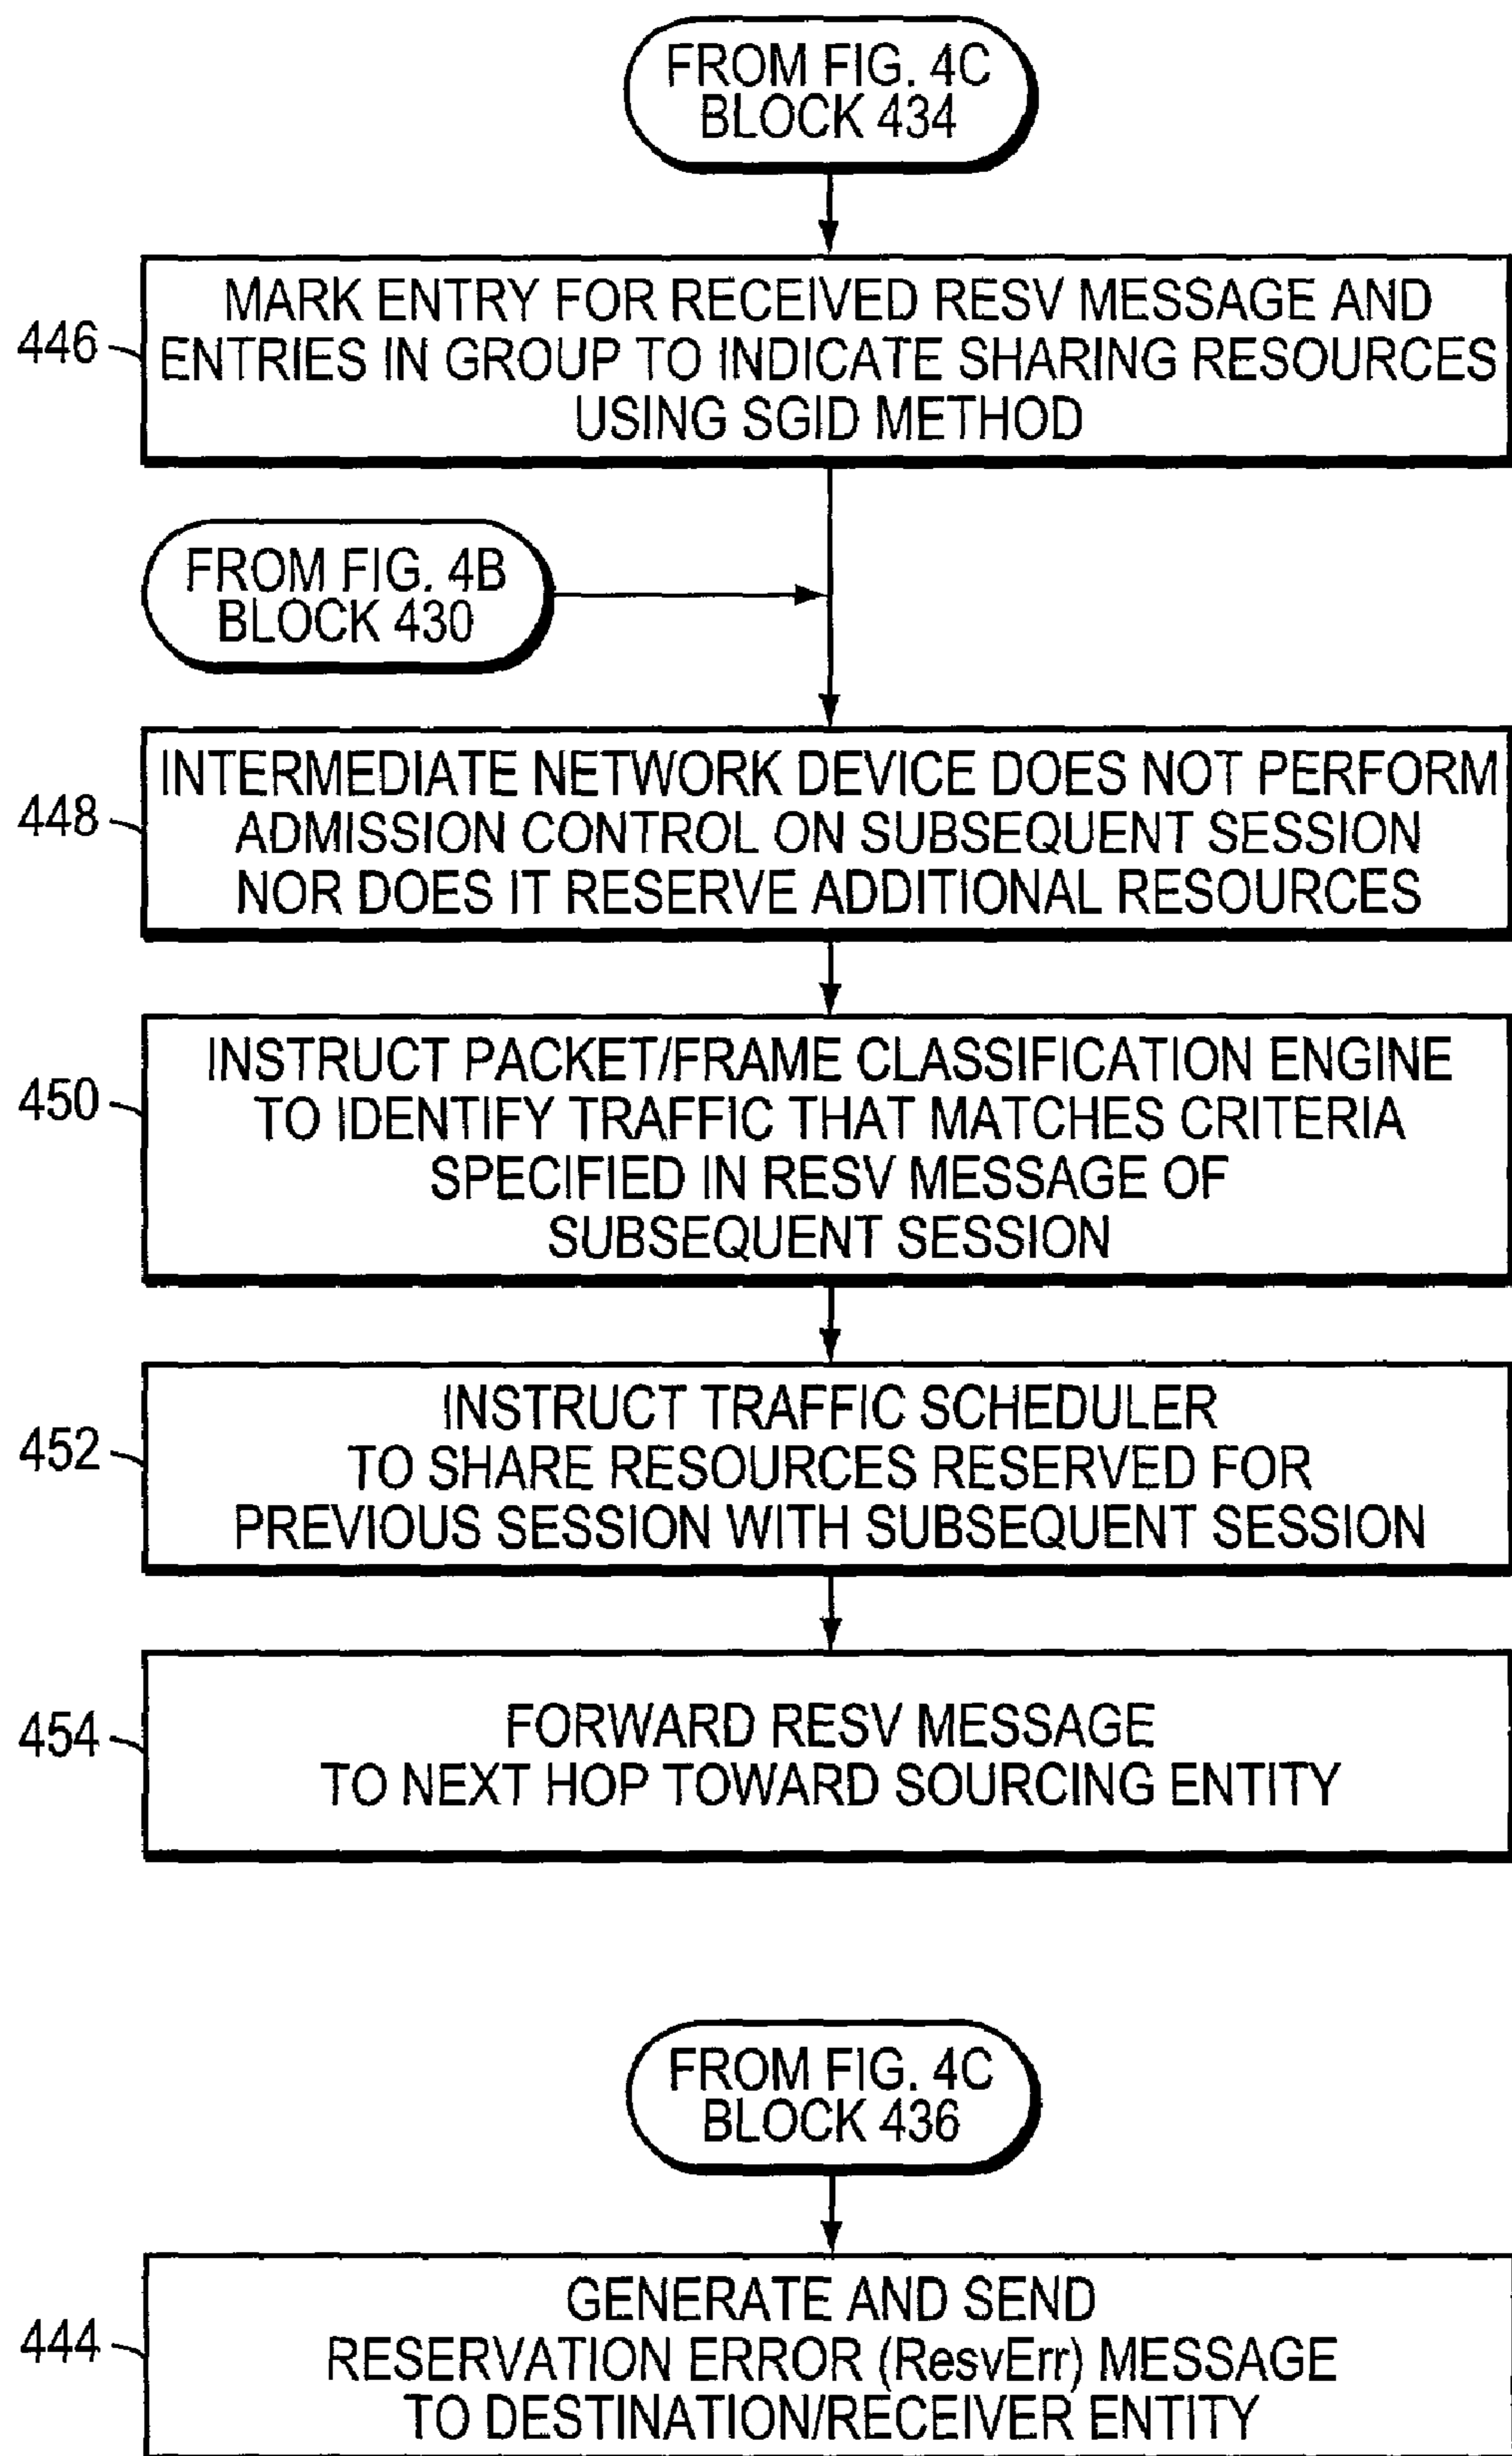 FROM FIG. 4C
BLOCK 434
446
MARK ENTRY FOR RECEIVED RESV MESSAGE AND
ENTRIES IN GROUP TO INDICATE SHARING RESOURCES
USING SGID METHOD
FROM FIG. 4B
BLOCK 430
448
INTERMEDIATE NETWORK DEVICE DOES NOT PERFORM
ADMISSION CONTROL ON SUBSEQUENT SESSION
NOR DOES IT RESERVE ADDITIONAL RESOURCES
450
INSTRUCT PACKET/FRAME CLASSIFICATION ENGINE
TO IDENTIFY TRAFFIC THAT MATCHES CRITERIA
SPECIFIED IN RESV MESSAGE OF
SUBSEQUENT SESSION
452
INSTRUCT TRAFFIC SCHEDULER
TO SHARE RESOURCES RESERVED FOR
PREVIOUS SESSION WITH SUBSEQUENT SESSION
454
FORWARD RESV MESSAGE
TO NEXT HOP TOWARD SOURCING ENTITY
FROM FIG. 4C
BLOCK 436
444
GENERATE AND SEND
RESERVATION ERROR (ResvErr) MESSAGE
TO DESTINATION/RECEIVER ENTITY